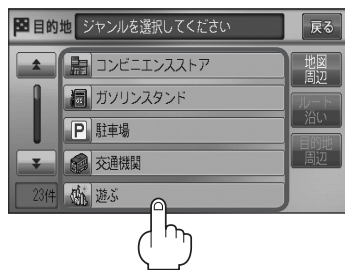 目的地 ジャンルを選択してください 戻る
コンビニエンスストア
ガソリンスタンド
P 駐車場
交通機関
遊ぶ
23件
地図
周辺
ルート
沿い
目的地
周辺